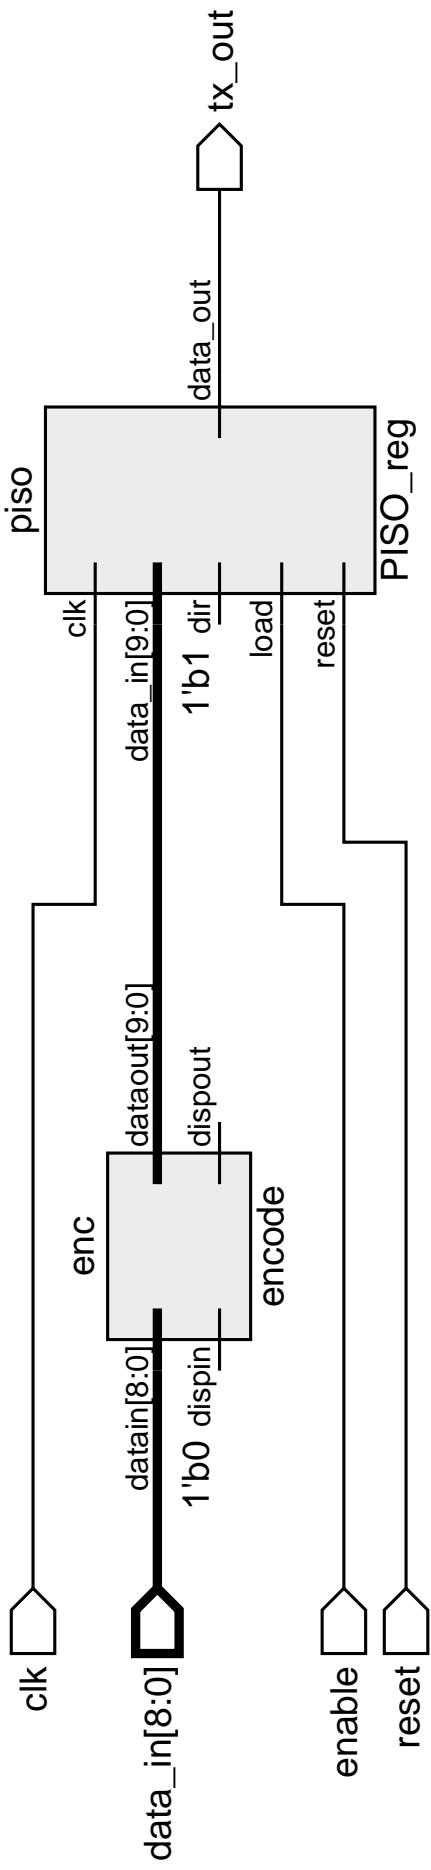 clk
data_in[8:0]
enable
reset
enc
datain[8:0]
1'b0 dispin
dataout[9:0]
dispout
encode
piso
clk
data_in[9:0]
1'b1 dir
load
reset
data_out
PISO_reg
tx_out